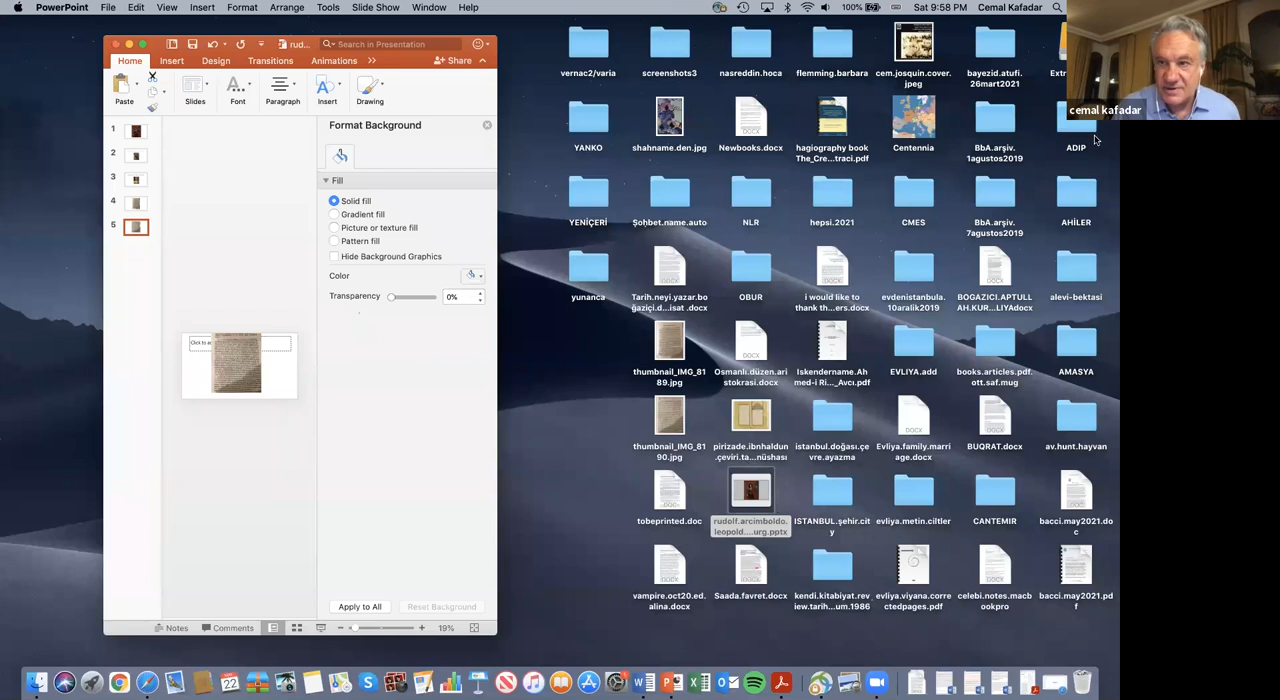 PowerPoint File Edit View Insert Format Arrange Tools Slide Show Window Help
100% Sat 9:58 PM Cemal Kafadar
rud...
Search in Presentation
Home Insert Design Transitions Animations Share
Paste Slides Font Paragraph Insert Drawing
1
2
3
4
5
Format Background
Fill
Solid fill
Gradient fill
Picture or texture fill
Pattern fill
Hide Background Graphics
Color
Transparency 0%
Apply to All Reset Background
Notes Comments 19%
cemal kafadar
vernac2/varia
screenshots3
nasreddin.hoca
flemming.barbara
cem.josquin.cover.
jpeg
bayezid.atufi.
26mart2021
YANKO
shahname.den.jpg
Newbooks.docx
hagiography book
The_Cre...traci.pdf
Centennia
BbA.arşiv.
1agustos2019
ADIP
YENİÇERİ
Şohbet.name.auto
NLR
hepsi.2021
CMES
BbA.arşiv.
7agustos2019
AHİLER
yunanca
Tarih.neyi.yazar.bo
ğaziçi.d...isat .docx
OBUR
i would like to
thank th...ers.docx
evdenistanbula.
10aralik2019
BOGAZICI.APTULL
AH.KUR...LIYAdocx
alevi-bektasi
thumbnail_IMG_81
89.jpg
Osmanlı.düzen.ari
stokrasi.docx
Iskendername.Ah
med-i Ri..._Avcı.pdf
EVLIYA.add
books.articles.pdf.
ott.saf.mug
AMASYA
thumbnail_IMG_81
90.jpg
pirizade.ibnhaldun
.çeviri.ta...nüshası
istanbul.doğası.çe
vre.ayazma
Evliya.family.marri
age.docx
BUQRAT.docx
av.hunt.hayvan
tobeprinted.doc
rudolf.arcimboldo.
leopold....urg.pptx
ISTANBUL.şehir.cit
y
evliya.metin.ciltler
CANTEMIR
bacci.may2021.do
c
vampire.oct20.ed.
alina.docx
Saada.favret.docx
kendi.kitabiyat.rev
iew.tarih...um.1986
evliya.viyana.corre
ctedpages.pdf
celebi.notes.macb
ookpro
bacci.may2021.pd
f